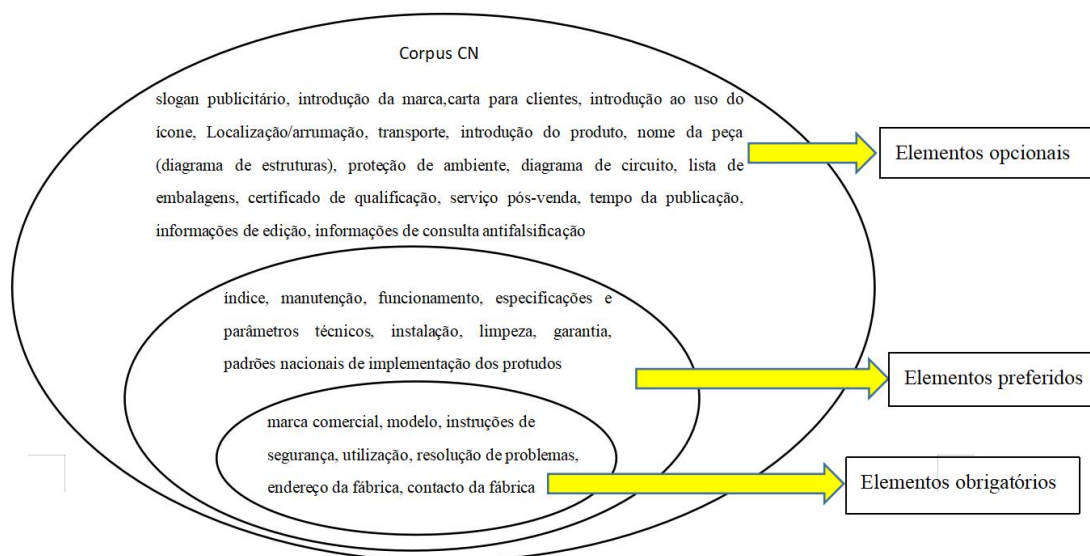 Corpus CN
slogan publicitário, introdução da marca,carta para clientes, introdução ao uso do
ícone, Localização/arrumação, transporte, introdução do produto, nome da peça
(diagrama de estruturas), proteção de ambiente, diagrama de circuito, lista de
embalagens, certificado de qualificação, serviço pós-venda, tempo da publicação,
informações de edição, informações de consulta antifalsificação
Elementos opcionais
índice, manutenção, funcionamento, especificações e
parâmetros técnicos, instalação, limpeza, garantia,
padrões nacionais de implementação dos protudos
Elementos preferidos
marca comercial, modelo, instruções de
segurança, utilização, resolução de problemas,
endereço da fábrica, contacto da fábrica
Elementos obrigatórios